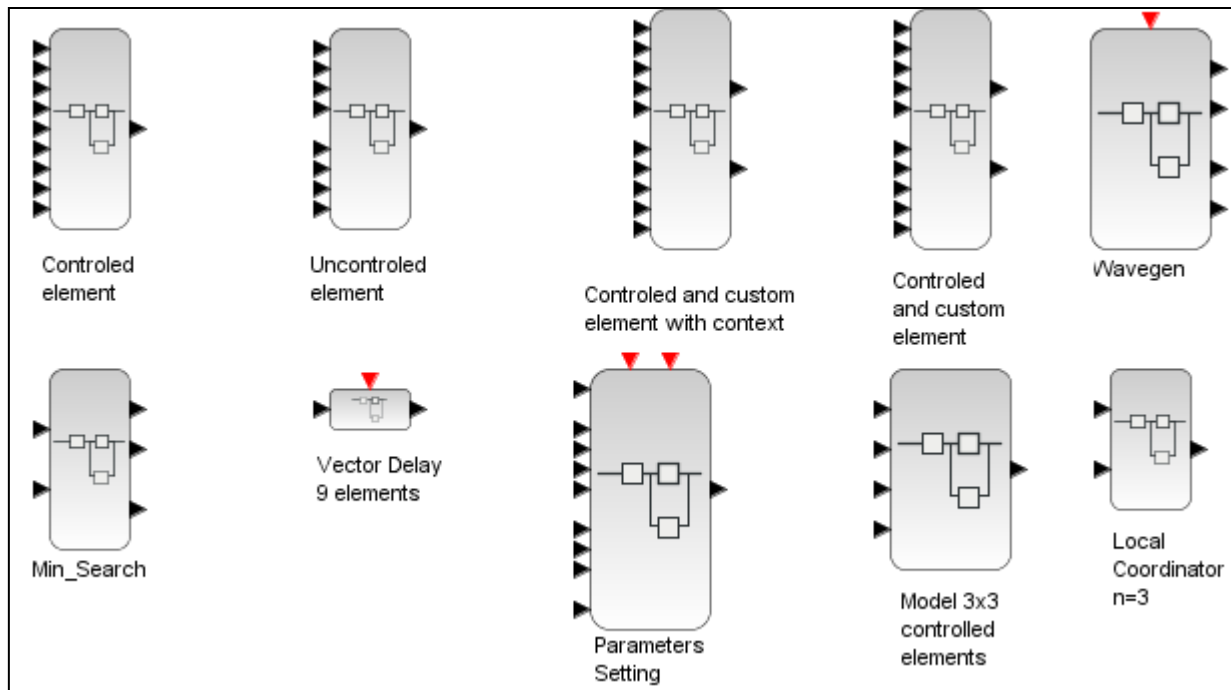 Controled
element
Uncontroled
element
Controled and custom
element with context
Controled
and custom
element
Wavegen
Min_Search
Vector Delay
9 elements
Parameters
Setting
Model 3x3
controlled
elements
Local
Coordinator
n=3